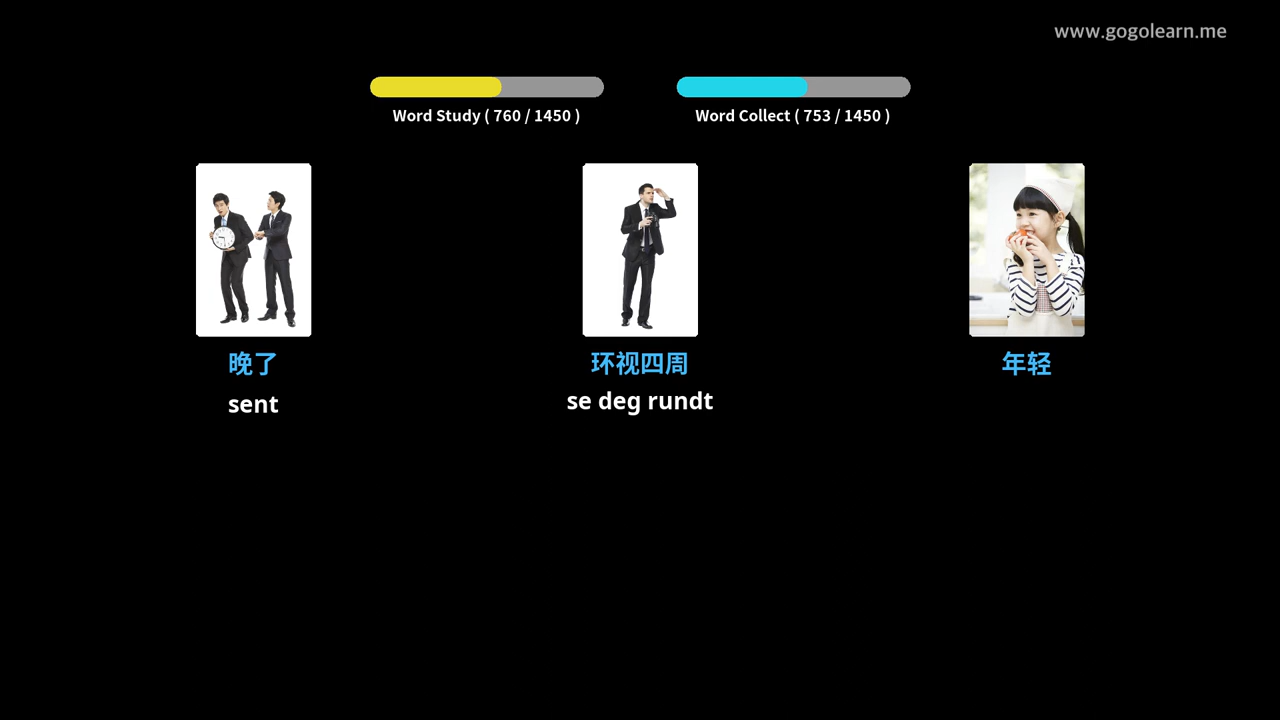 www.gogolearn.me
Word Study ( 760 / 1450 )
Word Collect ( 753 / 1450 )
晚了
环视四周
年轻
sent
se deg rundt